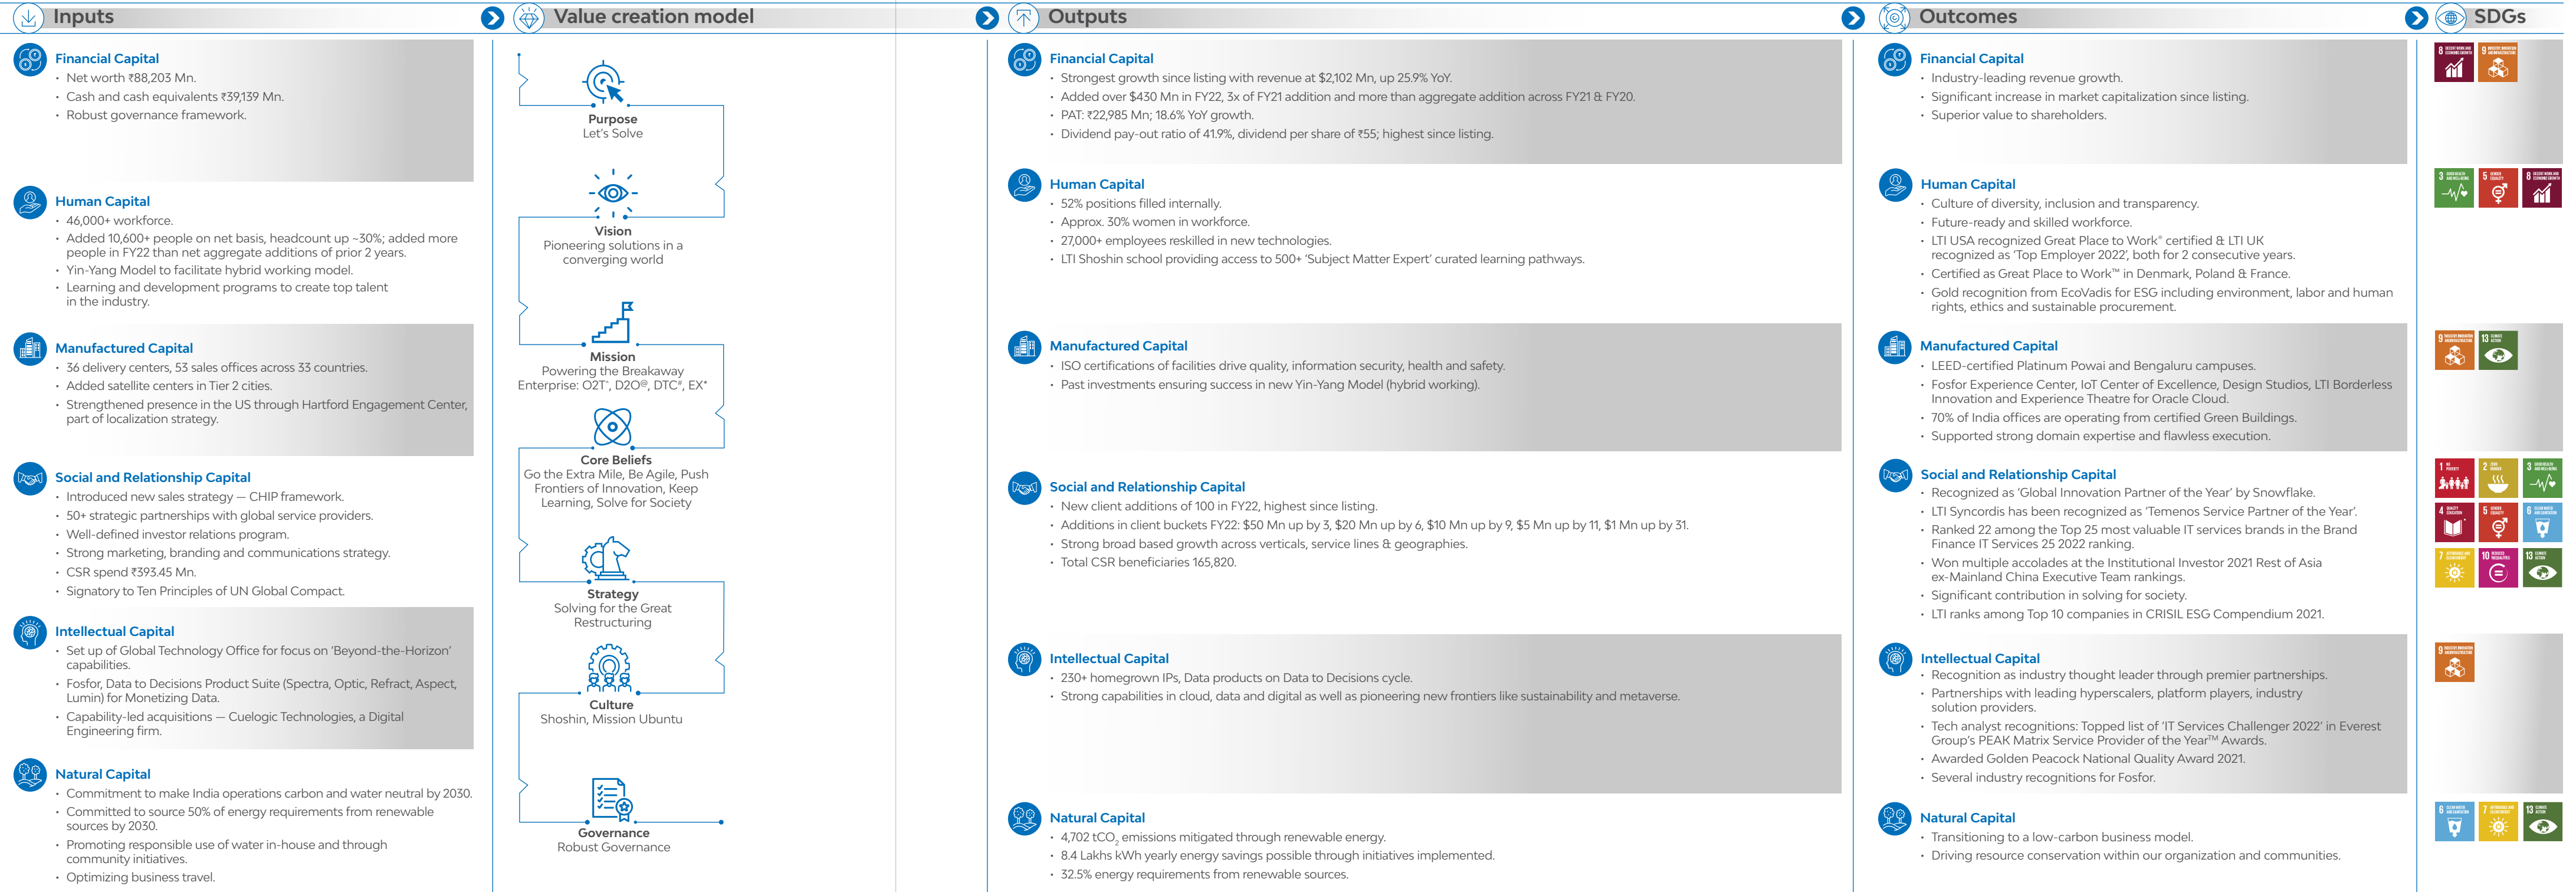 Inputs
Financial Capital
• Net worth ₹88,203 Mn.
• Cash and cash equivalents ₹39,139 Mn.
• Robust governance framework.
Human Capital
• 46,000+ workforce.
• Added 10,600+ people on net basis, headcount up ~30%; added more
people in FY22 than net aggregate additions of prior 2 years.
• Yin-Yang Model to facilitate hybrid working model.
• Learning and development programs to create top talent
in the industry.
Manufactured Capital
• 36 delivery centers, 53 sales offices across 33 countries.
• Added satellite centers in Tier 2 cities.
• Strengthened presence in the US through Hartford Engagement Center,
part of localization strategy.
Social and Relationship Capital
• Introduced new sales strategy — CHIP framework.
• 50+ strategic partnerships with global service providers.
• Well-defined investor relations program.
• Strong marketing, branding and communications strategy.
• CSR spend ₹393.45 Mn.
• Signatory to Ten Principles of UN Global Compact.
Intellectual Capital
• Set up of Global Technology Office for focus on ‘Beyond-the-Horizon’
capabilities.
• Fosfor, Data to Decisions Product Suite (Spectra, Optic, Refract, Aspect,
Lumin) for Monetizing Data.
• Capability-led acquisitions — Cuelogic Technologies, a Digital
Engineering firm.
Natural Capital
• Commitment to make India operations carbon and water neutral by 2030.
• Committed to source 50% of energy requirements from renewable
sources by 2030.
• Promoting responsible use of water in-house and through
community initiatives.
• Optimizing business travel.
Value creation model
Purpose
Let’s Solve
Vision
Pioneering solutions in a
converging world
Mission
Powering the Breakaway
Enterprise: O2T^, D2O@, DTC#, EX*
Core Beliefs
Go the Extra Mile, Be Agile, Push
Frontiers of Innovation, Keep
Learning, Solve for Society
Strategy
Solving for the Great
Restructuring
Culture
Shoshin, Mission Ubuntu
Governance
Robust Governance
Outputs
Financial Capital
• Strongest growth since listing with revenue at $2,102 Mn, up 25.9% YoY.
• Added over $430 Mn in FY22, 3x of FY21 addition and more than aggregate addition across FY21 & FY20.
• PAT: ₹22,985 Mn; 18.6% YoY growth.
• Dividend pay-out ratio of 41.9%, dividend per share of ₹55; highest since listing.
Human Capital
• 52% positions filled internally.
• Approx. 30% women in workforce.
• 27,000+ employees reskilled in new technologies.
• LTI Shoshin school providing access to 500+ ‘Subject Matter Expert’ curated learning pathways.
Manufactured Capital
• ISO certifications of facilities drive quality, information security, health and safety.
• Past investments ensuring success in new Yin-Yang Model (hybrid working).
Social and Relationship Capital
• New client additions of 100 in FY22, highest since listing.
• Additions in client buckets FY22: $50 Mn up by 3, $20 Mn up by 6, $10 Mn up by 9, $5 Mn up by 11, $1 Mn up by 31.
• Strong broad based growth across verticals, service lines & geographies.
• Total CSR beneficiaries 165,820.
Intellectual Capital
• 230+ homegrown IPs, Data products on Data to Decisions cycle.
• Strong capabilities in cloud, data and digital as well as pioneering new frontiers like sustainability and metaverse.
Natural Capital
• 4,702 tCO₂ emissions mitigated through renewable energy.
• 8.4 Lakhs kWh yearly energy savings possible through initiatives implemented.
• 32.5% energy requirements from renewable sources.
Outcomes
Financial Capital
• Industry-leading revenue growth.
• Significant increase in market capitalization since listing.
• Superior value to shareholders.
Human Capital
• Culture of diversity, inclusion and transparency.
• Future-ready and skilled workforce.
• LTI USA recognized Great Place to Work® certified & LTI UK
recognized as ‘Top Employer 2022’, both for 2 consecutive years.
• Certified as Great Place to Work™ in Denmark, Poland & France.
• Gold recognition from EcoVadis for ESG including environment, labor and human
rights, ethics and sustainable procurement.
Manufactured Capital
• LEED-certified Platinum Powai and Bengaluru campuses.
• Fosfor Experience Center, IoT Center of Excellence, Design Studios, LTI Borderless
Innovation and Experience Theatre for Oracle Cloud.
• 70% of India offices are operating from certified Green Buildings.
• Supported strong domain expertise and flawless execution.
Social and Relationship Capital
• Recognized as ‘Global Innovation Partner of the Year’ by Snowflake.
• LTI Syncordis has been recognized as ‘Temenos Service Partner of the Year’.
• Ranked 22 among the Top 25 most valuable IT services brands in the Brand
Finance IT Services 25 2022 ranking.
• Won multiple accolades at the Institutional Investor 2021 Rest of Asia
ex-Mainland China Executive Team rankings.
• Significant contribution in solving for society.
• LTI ranks among Top 10 companies in CRISIL ESG Compendium 2021.
Intellectual Capital
• Recognition as industry thought leader through premier partnerships.
• Partnerships with leading hyperscalers, platform players, industry
solution providers.
• Tech analyst recognitions: Topped list of ‘IT Services Challenger 2022’ in Everest
Group’s PEAK Matrix Service Provider of the Year™ Awards.
• Awarded Golden Peacock National Quality Award 2021.
• Several industry recognitions for Fosfor.
Natural Capital
• Transitioning to a low-carbon business model.
• Driving resource conservation within our organization and communities.
SDGs
8
9
3
5
8
9
13
1
2
3
4
5
6
7
10
13
9
6
7
13